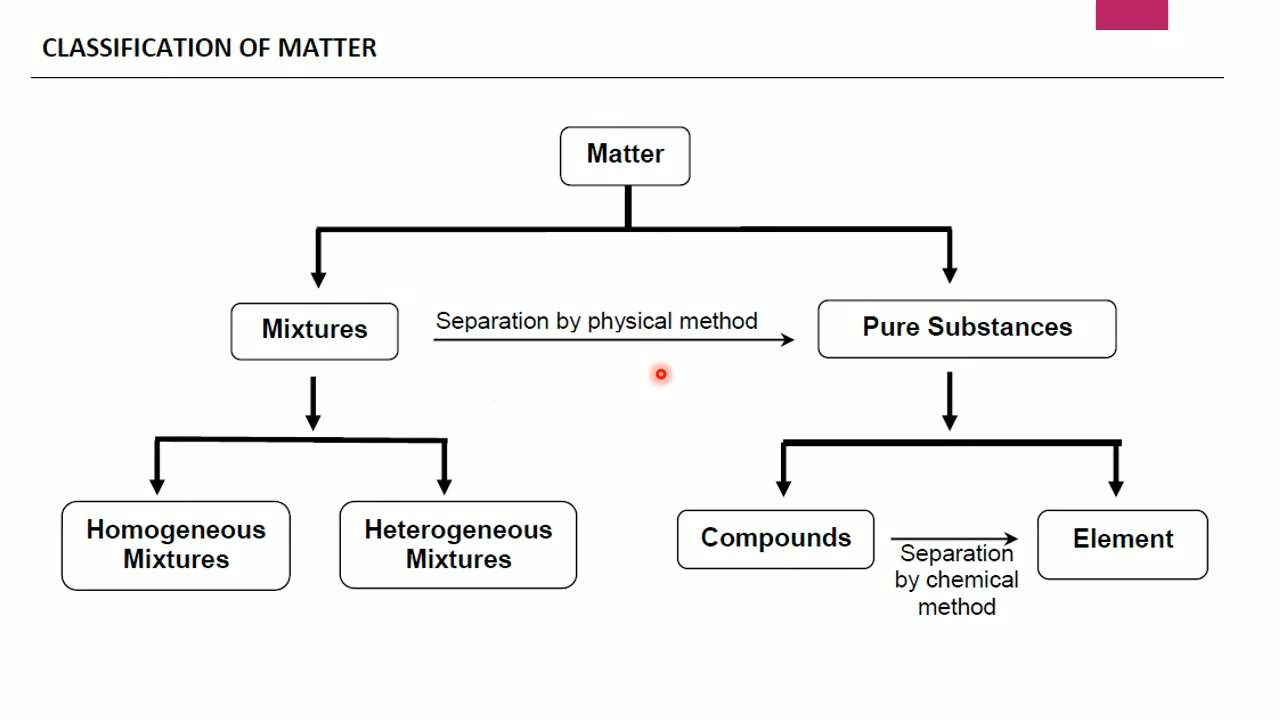 CLASSIFICATION OF MATTER
Matter
Mixtures
Separation by physical method
Pure Substances
Homogeneous
Mixtures
Heterogeneous
Mixtures
Compounds
Separation
by chemical
method
Element